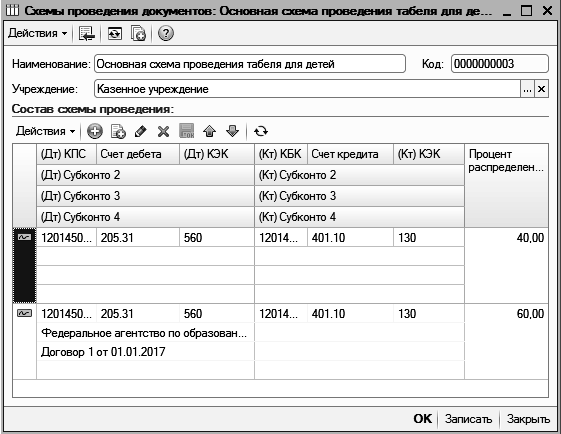 Схемы проведения документов: Основная схема проведения табеля для де...
Действия
Наименование: Основная схема проведения табеля для детей Код: 0000000003
Учреждение: Казенное учреждение ... ×
Состав схемы проведения:
Действия
(Дт) КПС Счет дебета (Дт) КЭК (Кт) КБК Счет кредита (Кт) КЭК Процент распределен...
(Дт) Субконто 2 (Кт) Субконто 2
(Дт) Субконто 3 (Кт) Субконто 3
(Дт) Субконто 4 (Кт) Субконто 4
1201450... 205.31 560 12014... 401.10 130 40,00
1201450... 205.31 560 12014... 401.10 130 60,00
Федеральное агентство по образован...
Договор 1 от 01.01.2017
OK Записать Закрыть